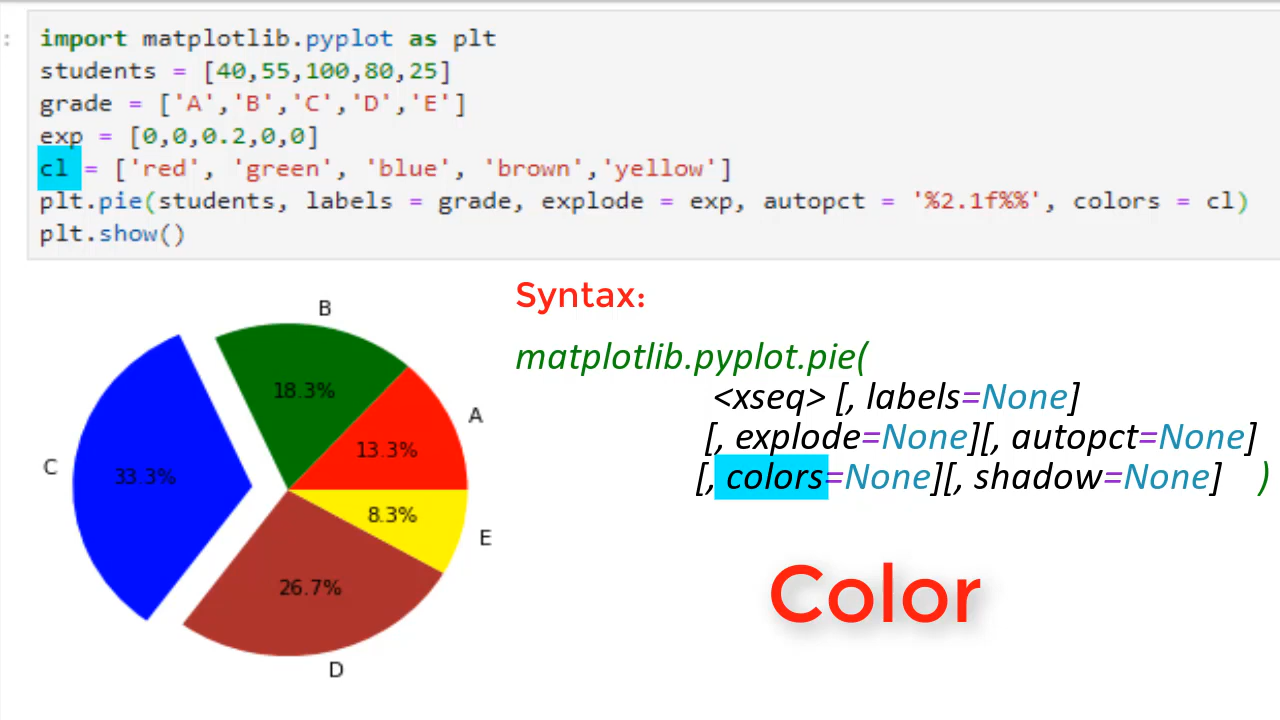 :
import matplotlib.pyplot as plt
students = [40,55,100,80,25]
grade = ['A','B','C','D','E']
exp = [0,0,0.2,0,0]
cl = ['red', 'green', 'blue', 'brown','yellow']
plt.pie(students, labels = grade, explode = exp, autopct = '%2.1f%%', colors = cl)
plt.show()
Syntax:
matplotlib.pyplot.pie(
<xseq> [, labels=None]
[, explode=None][, autopct=None]
[, colors=None][, shadow=None] )
Color
B
18.3%
A
13.3%
C
33.3%
8.3%
E
26.7%
D